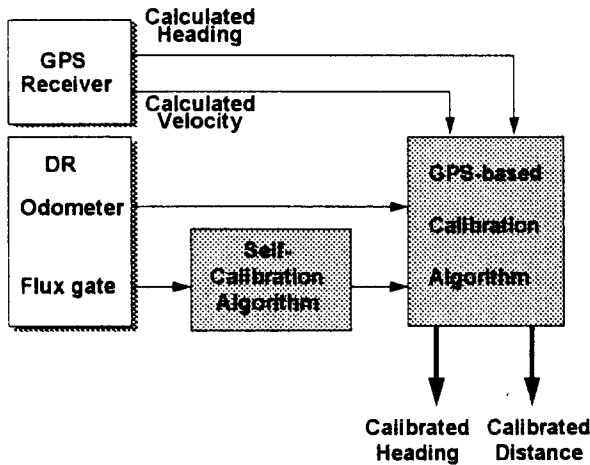 Calculated
Heading
GPS
Receiver
Calculated
Velocity
DR
Odometer
Flux gate
Self-
Calibration
Algorithm
GPS-based
Calibration
Algorithm
Calibrated
Heading
Calibrated
Distance